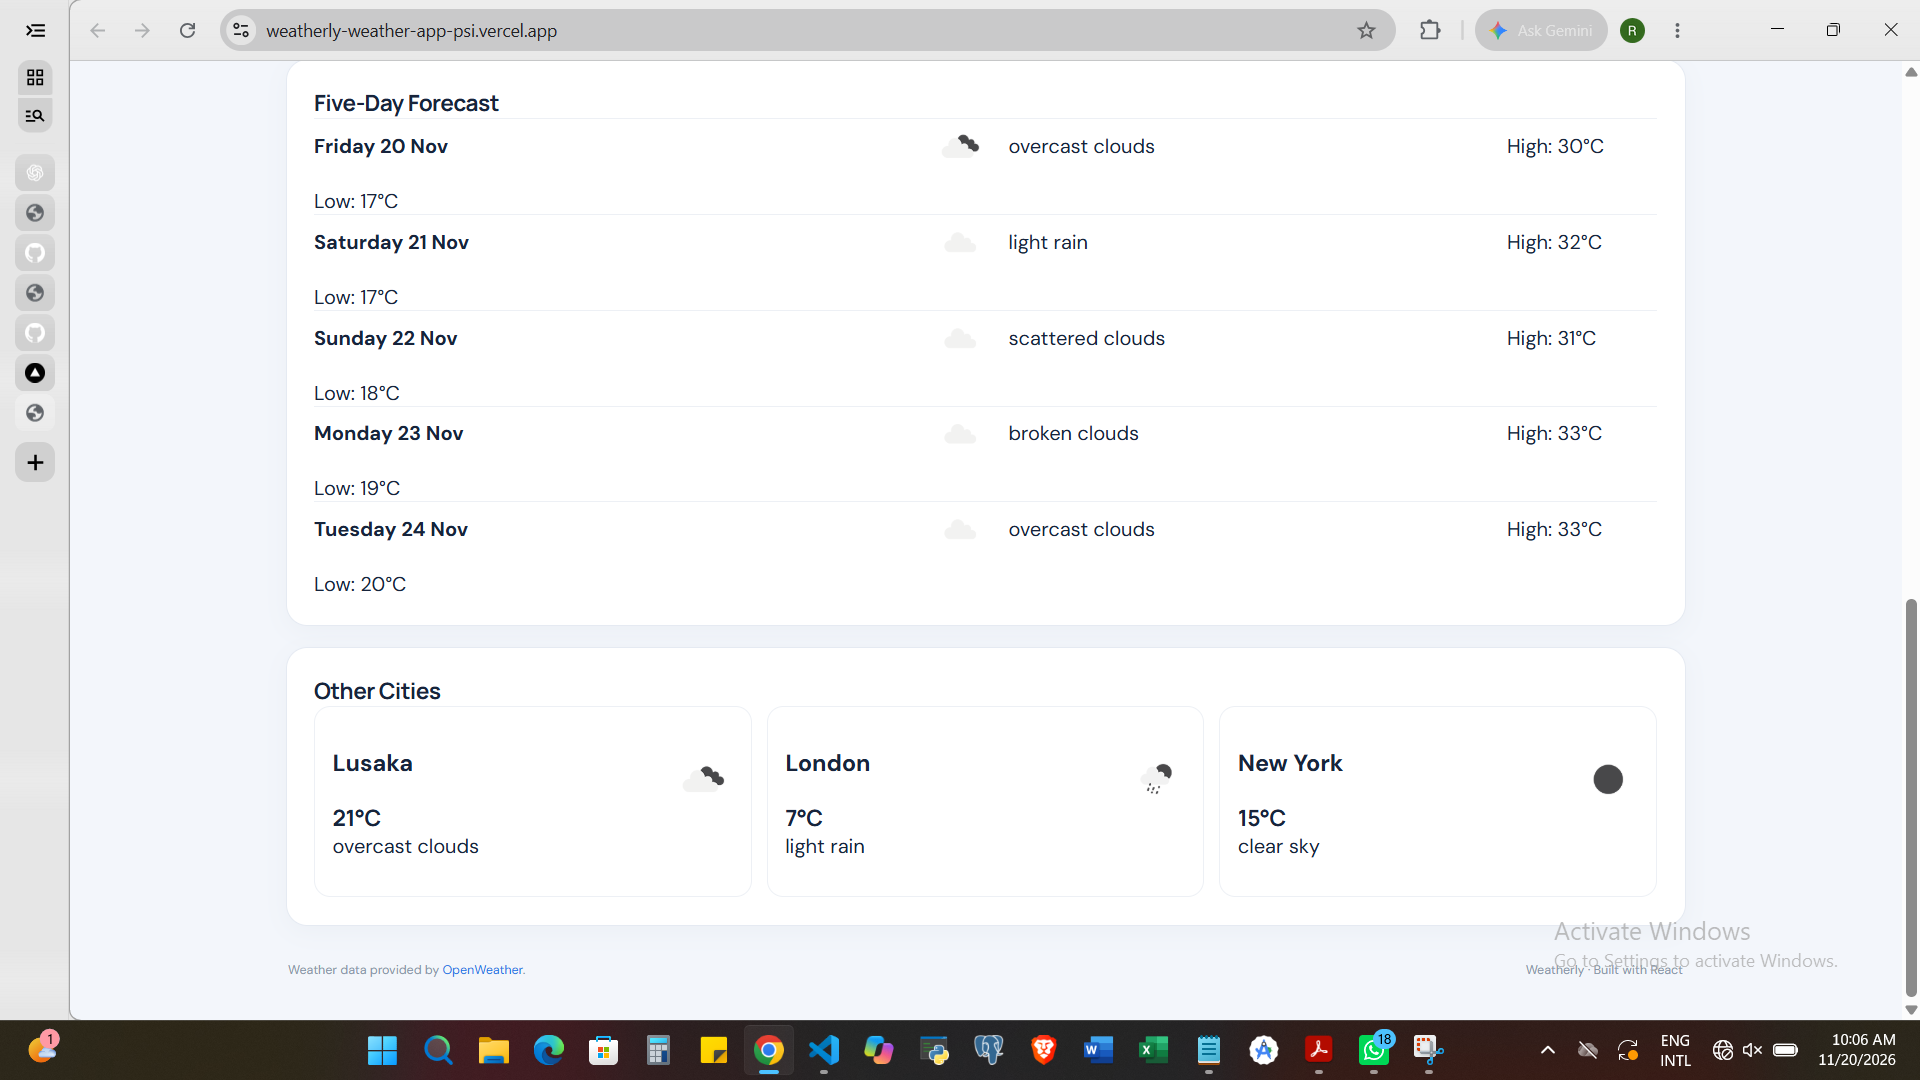 weatherly-weather-app-psi.vercel.app
Ask Gemini
R
Five-Day Forecast
Friday 20 Nov overcast clouds High: 30°C
Low: 17°C
Saturday 21 Nov light rain High: 32°C
Low: 17°C
Sunday 22 Nov scattered clouds High: 31°C
Low: 18°C
Monday 23 Nov broken clouds High: 33°C
Low: 19°C
Tuesday 24 Nov overcast clouds High: 33°C
Low: 20°C
Other Cities
Lusaka
21°C
overcast clouds
London
7°C
light rain
New York
15°C
clear sky
Activate Windows
Go to Settings to activate Windows.
Weather data provided by OpenWeather.
Weatherly · Built with React
1
18
ENG
INTL
10:06 AM
11/20/2026